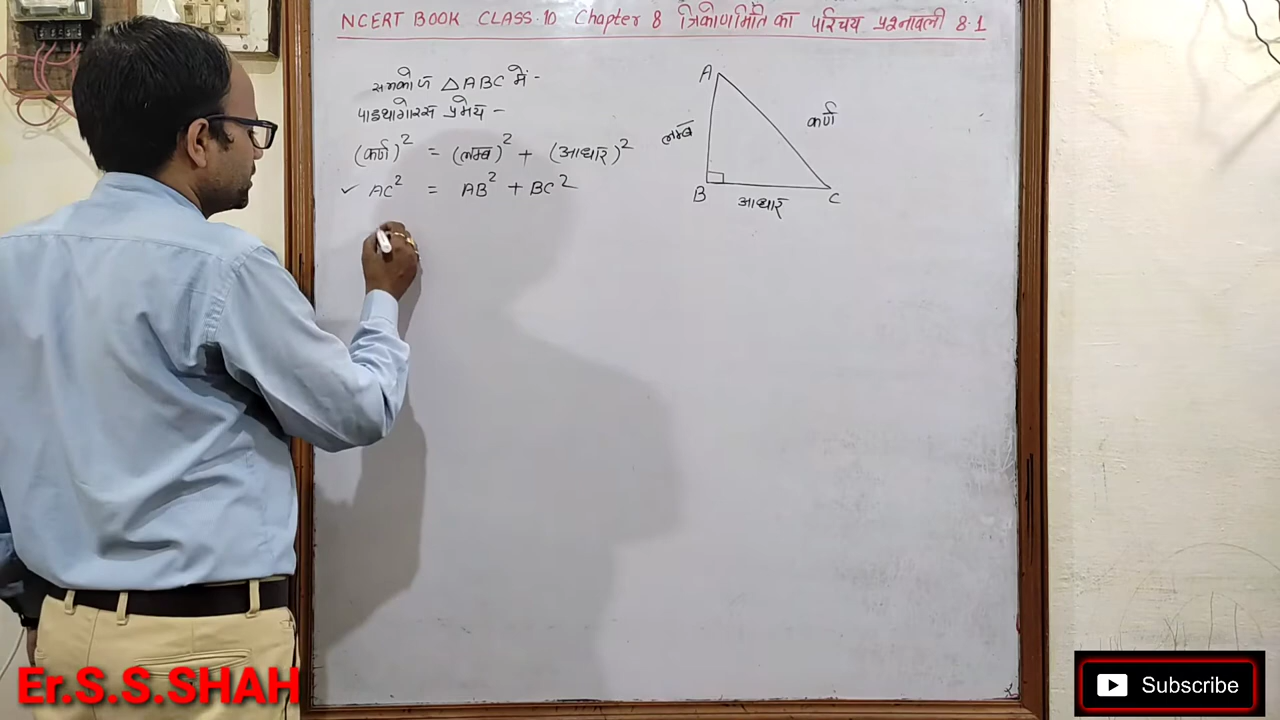 NCERT BOOK CLASS-10 Chapter 8 त्रिकोणमिति का परिचय प्रश्नावली 8.1
समकोण △ABC में -
पाइथागोरस प्रमेय -
(कर्ण)² = (लम्ब)² + (आधार)²
✓ AC² = AB² + BC²
A
लम्ब
कर्ण
B
आधार
C
Er.S.S.SHAH
Subscribe